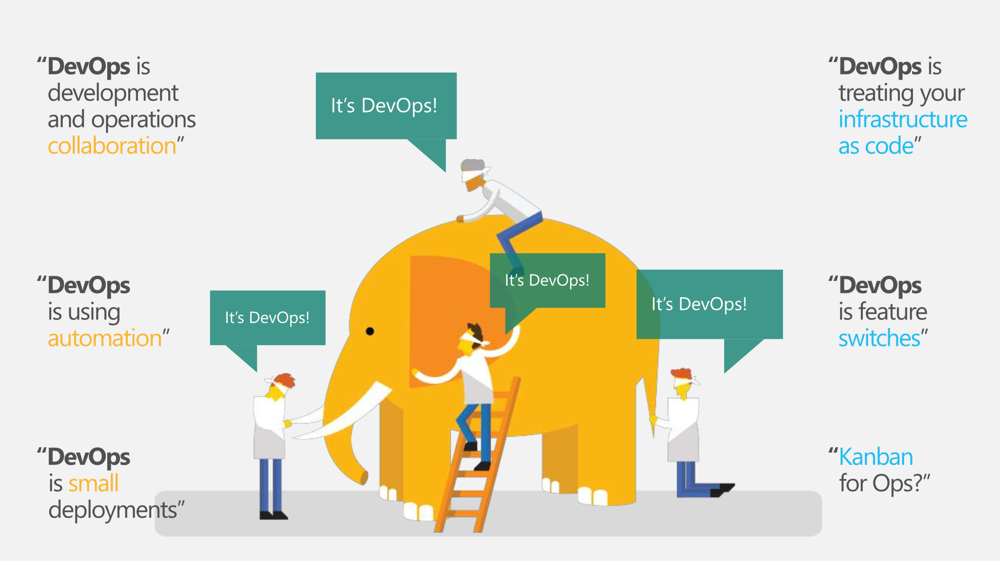 “DevOps is
development
and operations
collaboration”
“DevOps
is using
automation”
“DevOps
is small
deployments”
It’s DevOps!
It’s DevOps!
It’s DevOps!
It’s DevOps!
“DevOps is
treating your
infrastructure
as code”
“DevOps
is feature
switches”
“Kanban
for Ops?”